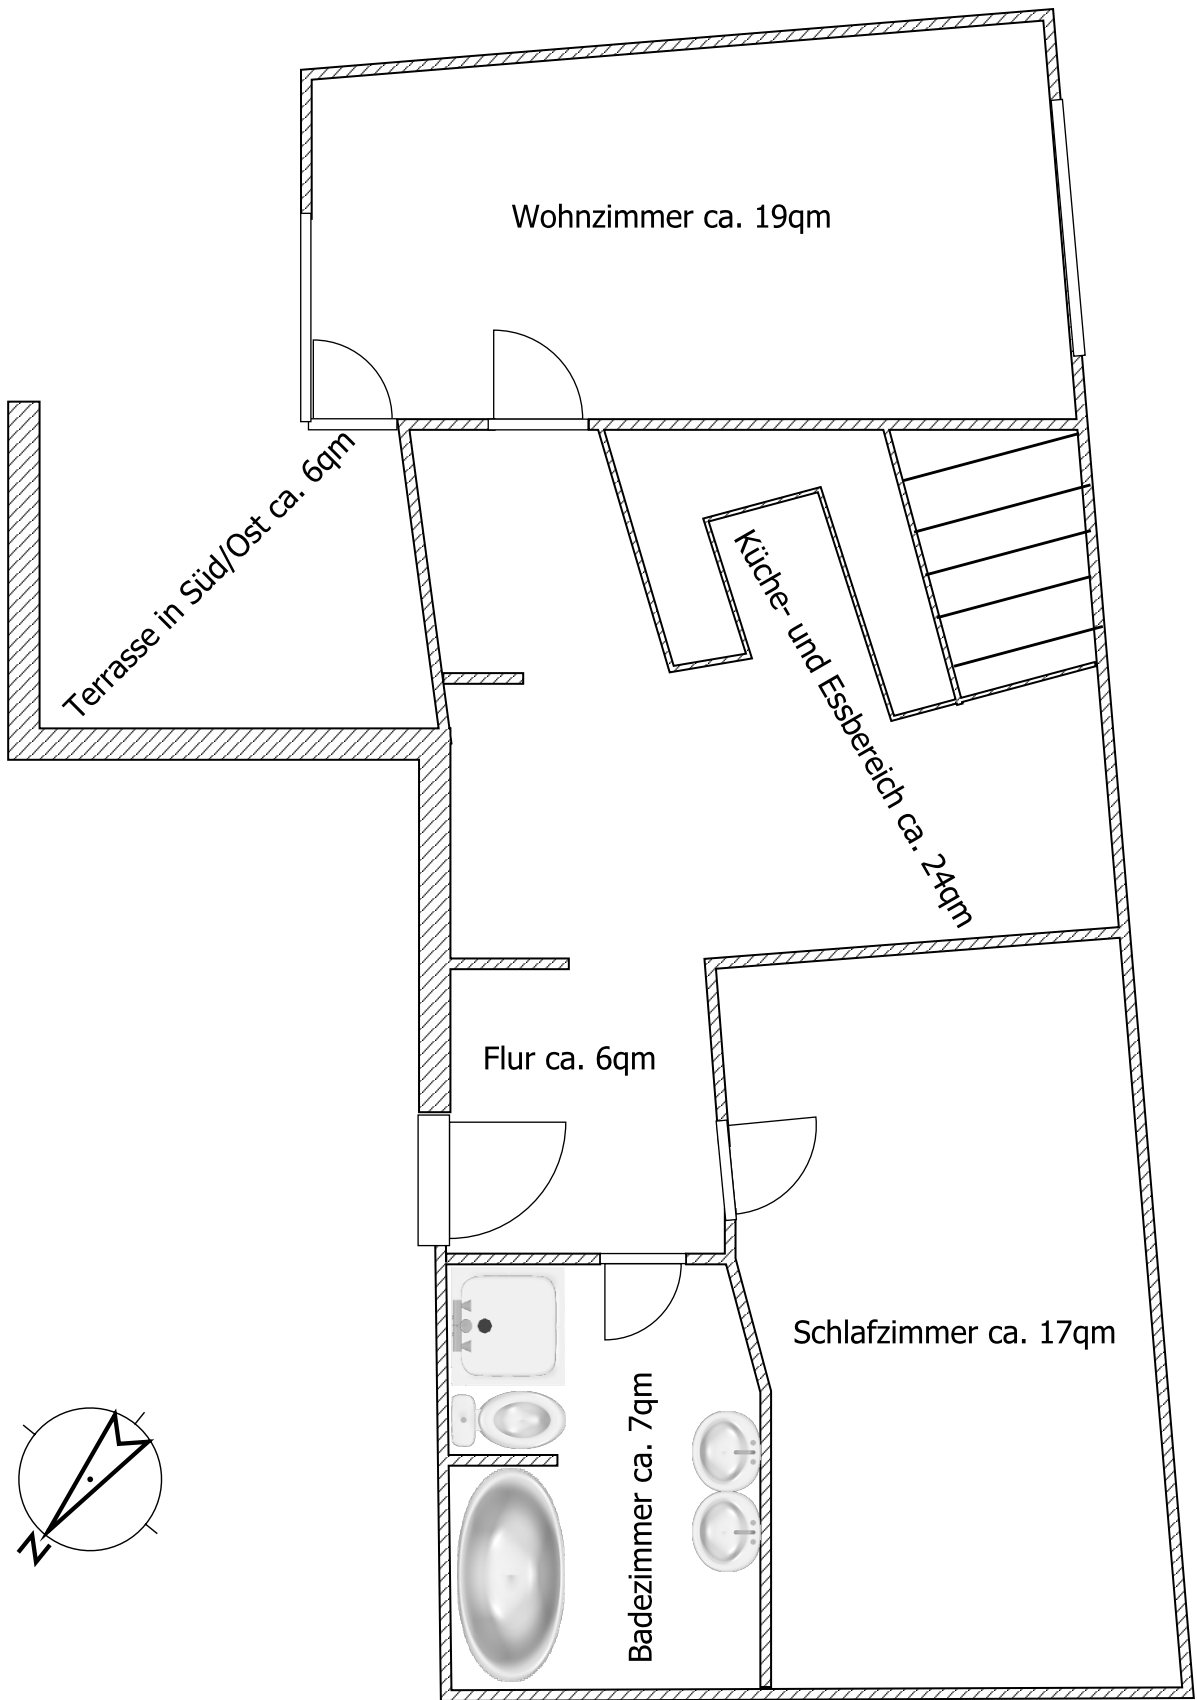 Wohnzimmer ca. 19qm
Terrasse in Süd/Ost ca. 6qm
Küche- und Essbereich ca. 24qm
Flur ca. 6qm
Schlafzimmer ca. 17qm
Badezimmer ca. 7qm
N